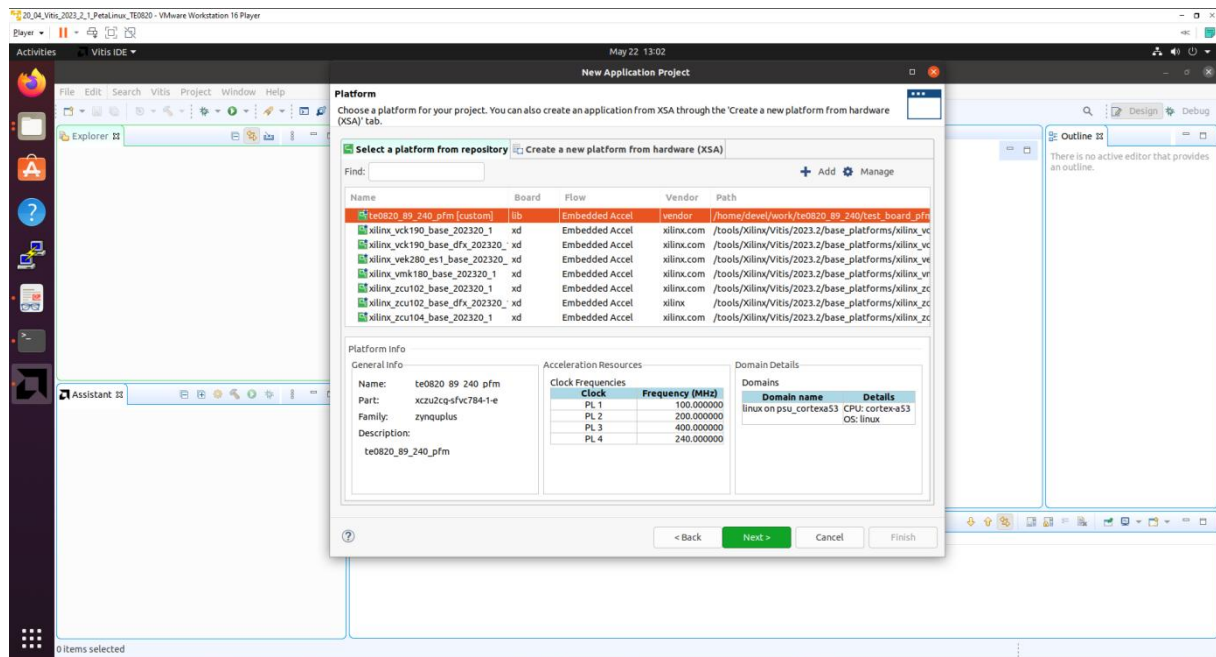 20_04_Vitis_2023_2_1_PetaLinux_TE0820 - VMware Workstation 16 Player
Player
Activities Vitis IDE May 22 13:02
New Application Project
File Edit Search Vitis Project Window Help
Design Debug
Explorer
Outline
There is no active editor that provides
an outline.
Platform
Choose a platform for your project. You can also create an application from XSA through the 'Create a new platform from hardware
(XSA)' tab.
Select a platform from repository Create a new platform from hardware (XSA)
Find: Add Manage
Name Board Flow Vendor Path
te0820_89_240_pfm [custom] lib Embedded Accel vendor /home/devel/work/te0820_89_240/test_board_pfm
xilinx_vck190_base_202320_1 xd Embedded Accel xilinx.com /tools/Xilinx/Vitis/2023.2/base_platforms/xilinx_vc
xilinx_vck190_base_dfx_202320_ xd Embedded Accel xilinx.com /tools/Xilinx/Vitis/2023.2/base_platforms/xilinx_vc
xilinx_vek280_es1_base_202320_ xd Embedded Accel xilinx.com /tools/Xilinx/Vitis/2023.2/base_platforms/xilinx_ve
xilinx_vmk180_base_202320_1 xd Embedded Accel xilinx.com /tools/Xilinx/Vitis/2023.2/base_platforms/xilinx_vr
xilinx_zcu102_base_202320_1 xd Embedded Accel xilinx.com /tools/Xilinx/Vitis/2023.2/base_platforms/xilinx_zc
xilinx_zcu102_base_dfx_202320_ xd Embedded Accel xilinx /tools/Xilinx/Vitis/2023.2/base_platforms/xilinx_zc
xilinx_zcu104_base_202320_1 xd Embedded Accel xilinx.com /tools/Xilinx/Vitis/2023.2/base_platforms/xilinx_zc
Platform Info
General Info
Name: te0820_89_240_pfm
Part: xczu2cg-sfvc784-1-e
Family: zynquplus
Description:
te0820_89_240_pfm
Acceleration Resources
Clock Frequencies
Clock Frequency (MHz)
PL 1 100.000000
PL 2 200.000000
PL 3 400.000000
PL 4 240.000000
Domain Details
Domains
Domain name Details
linux on psu_cortexa53 CPU: cortex-a53
OS: linux
Assistant
< Back Next > Cancel Finish
0 items selected